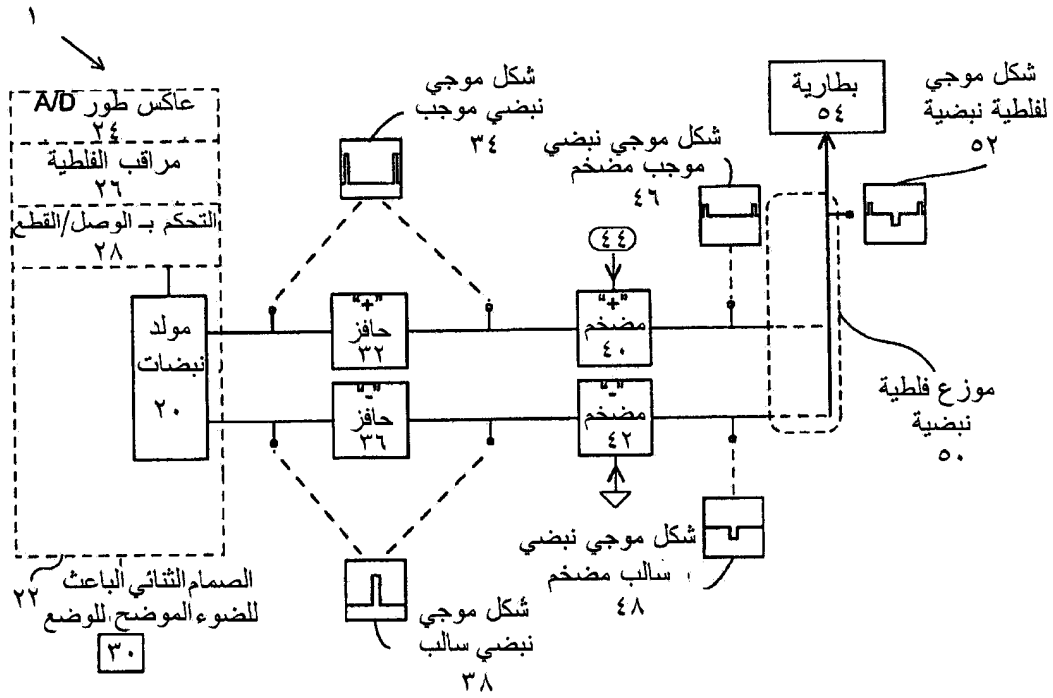 ١
عاكس طور A/D
٢٤
مراقب الفلطية
٢٦
التحكم بـ الوصل/القطع
٢٨
مولد
نبضات
٢٠
٢٢
الصمام الثنائي الباعث
للضوء الموضح للوضع
٣٠
شكل موجي
نبضي موجب
٣٤
"+"
حافز
٣٢
"-"
حافز
٣٦
شكل موجي
نبضي سالب
٣٨
شكل موجي نبضي
موجب مضخم
٤٦
٤٤
"+"
مضخم
٤٠
"-"
مضخم
٤٢
شكل موجي نبضي
سالب مضخم
٤٨
بطارية
٥٤
شكل موجي
لفلطية نبضية
٥٢
موزع فلطية
نبضية
٥٠